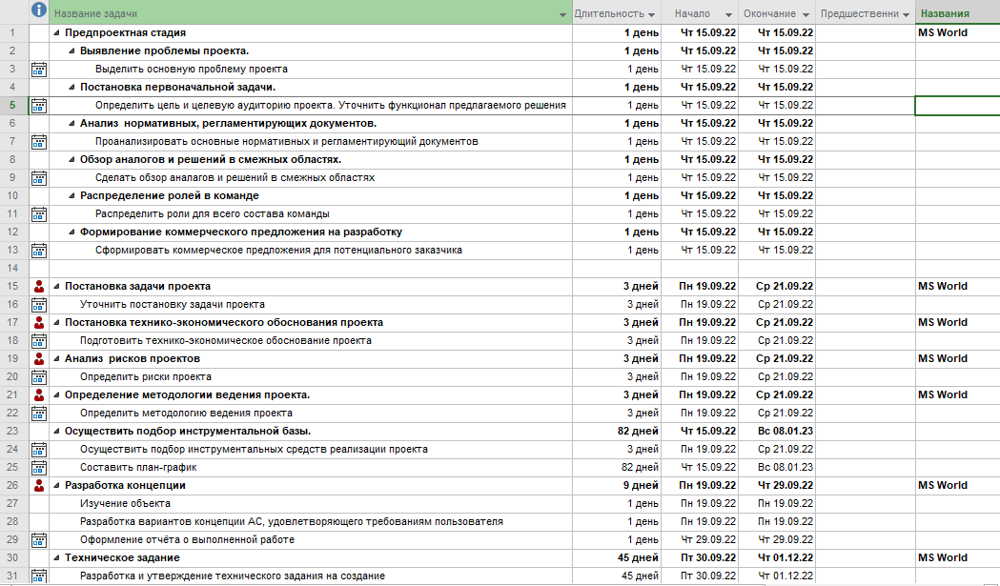 Название задачи Длительность Начало Окончание Предшественни Названия
1 Предпроектная стадия 1 день Чт 15.09.22 Чт 15.09.22 MS World
2 Выявление проблемы проекта. 1 день Чт 15.09.22 Чт 15.09.22
3 Выделить основную проблему проекта 1 день Чт 15.09.22 Чт 15.09.22
4 Постановка первоначальной задачи. 1 день Чт 15.09.22 Чт 15.09.22
5 Определить цель и целевую аудиторию проекта. Уточнить функционал предлагаемого решения 1 день Чт 15.09.22 Чт 15.09.22
6 Анализ нормативных, регламентирующих документов. 1 день Чт 15.09.22 Чт 15.09.22
7 Проанализировать основные нормативных и регламентирующий документов 1 день Чт 15.09.22 Чт 15.09.22
8 Обзор аналогов и решений в смежных областях. 1 день Чт 15.09.22 Чт 15.09.22
9 Сделать обзор аналагов и решений в смежных областях 1 день Чт 15.09.22 Чт 15.09.22
10 Распределение ролей в команде 1 день Чт 15.09.22 Чт 15.09.22
11 Распределить роли для всего состава команды 1 день Чт 15.09.22 Чт 15.09.22
12 Формирование коммерческого предложения на разработку 1 день Чт 15.09.22 Чт 15.09.22
13 Сформировать коммерческое предложения для потенциального заказчика 1 день Чт 15.09.22 Чт 15.09.22
14
15 Постановка задачи проекта 3 дней Пн 19.09.22 Ср 21.09.22 MS World
16 Уточнить постановку задачи проекта 3 дней Пн 19.09.22 Ср 21.09.22
17 Постановка технико-экономического обоснования проекта 3 дней Пн 19.09.22 Ср 21.09.22 MS World
18 Подготовить технико-экономическое обоснование проекта 3 дней Пн 19.09.22 Ср 21.09.22
19 Анализ рисков проектов 3 дней Пн 19.09.22 Ср 21.09.22 MS World
20 Определить риски проекта 3 дней Пн 19.09.22 Ср 21.09.22
21 Определение методологии ведения проекта. 3 дней Пн 19.09.22 Ср 21.09.22 MS World
22 Определить методологию ведения проекта 3 дней Пн 19.09.22 Ср 21.09.22
23 Осуществить подбор инструментальной базы. 82 дней Чт 15.09.22 Вс 08.01.23
24 Осуществить подбор инструментальных средств реализации проекта 3 дней Пн 19.09.22 Ср 21.09.22
25 Составить план-график 82 дней Чт 15.09.22 Вс 08.01.23
26 Разработка концепции 9 дней Пн 19.09.22 Чт 29.09.22 MS World
27 Изучение объекта 1 день Пн 19.09.22 Пн 19.09.22
28 Разработка вариантов концепции АС, удовлетворяющего требованиям пользователя 1 день Пн 19.09.22 Пн 19.09.22
29 Оформление отчёта о выполненной работе 1 день Чт 29.09.22 Чт 29.09.22
30 Техническое задание 45 дней Пт 30.09.22 Чт 01.12.22 MS World
31 Разработка и утверждение технического задания на создание 45 дней Пт 30.09.22 Чт 01.12.22